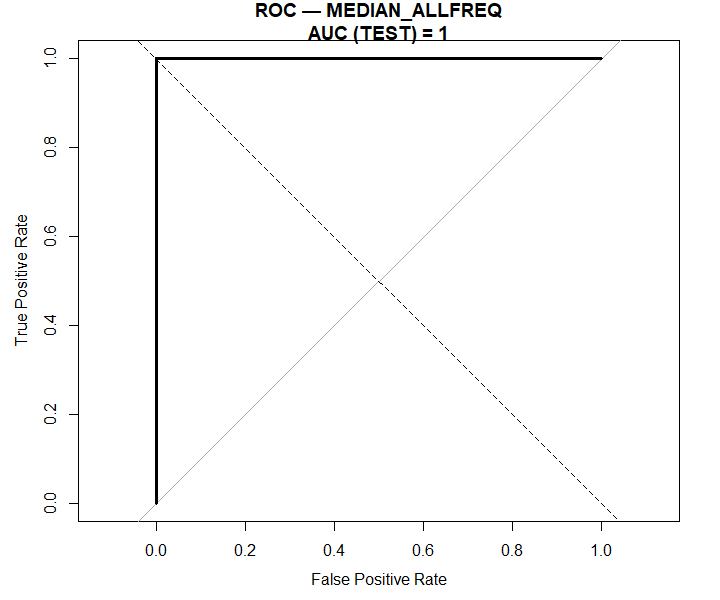 ROC — MEDIAN_ALLFREQ
AUC (TEST) = 1
True Positive Rate
1.0
0.8
0.6
0.4
0.2
0.0
0.0 0.2 0.4 0.6 0.8 1.0
False Positive Rate